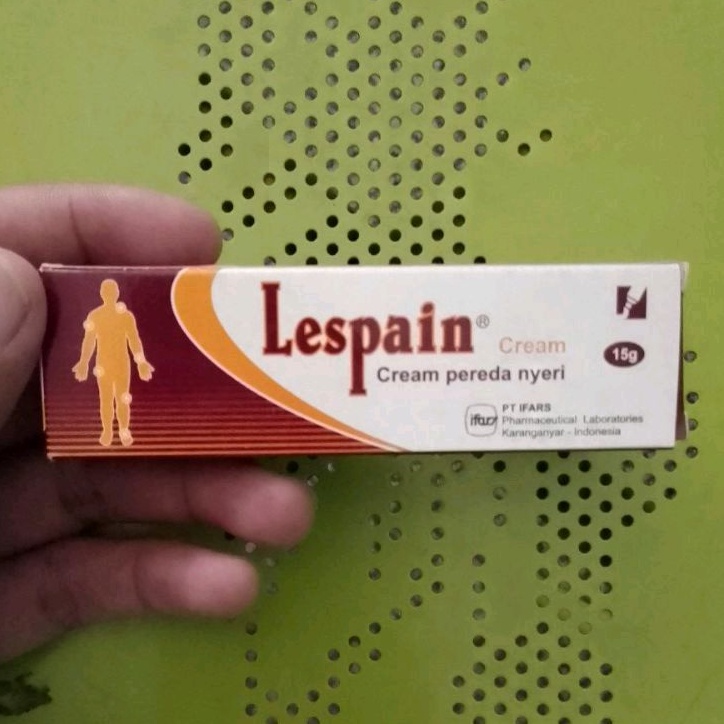 Lespain®
Cream
Cream pereda nyeri
15g
ifars
PT IFARS
Pharmaceutical Laboratories
Karanganyar - Indonesia